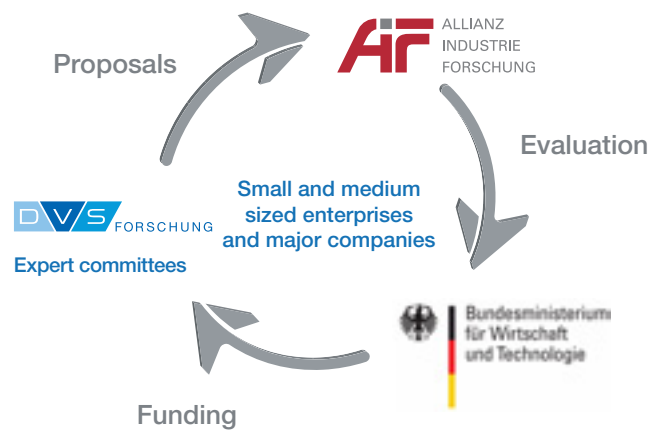 Proposals
AiF
ALLIANZ
INDUSTRIE
FORSCHUNG
Evaluation
Small and medium
sized enterprises
and major companies
DVS FORSCHUNG
Expert committees
Bundesministerium
für Wirtschaft
und Technologie
Funding